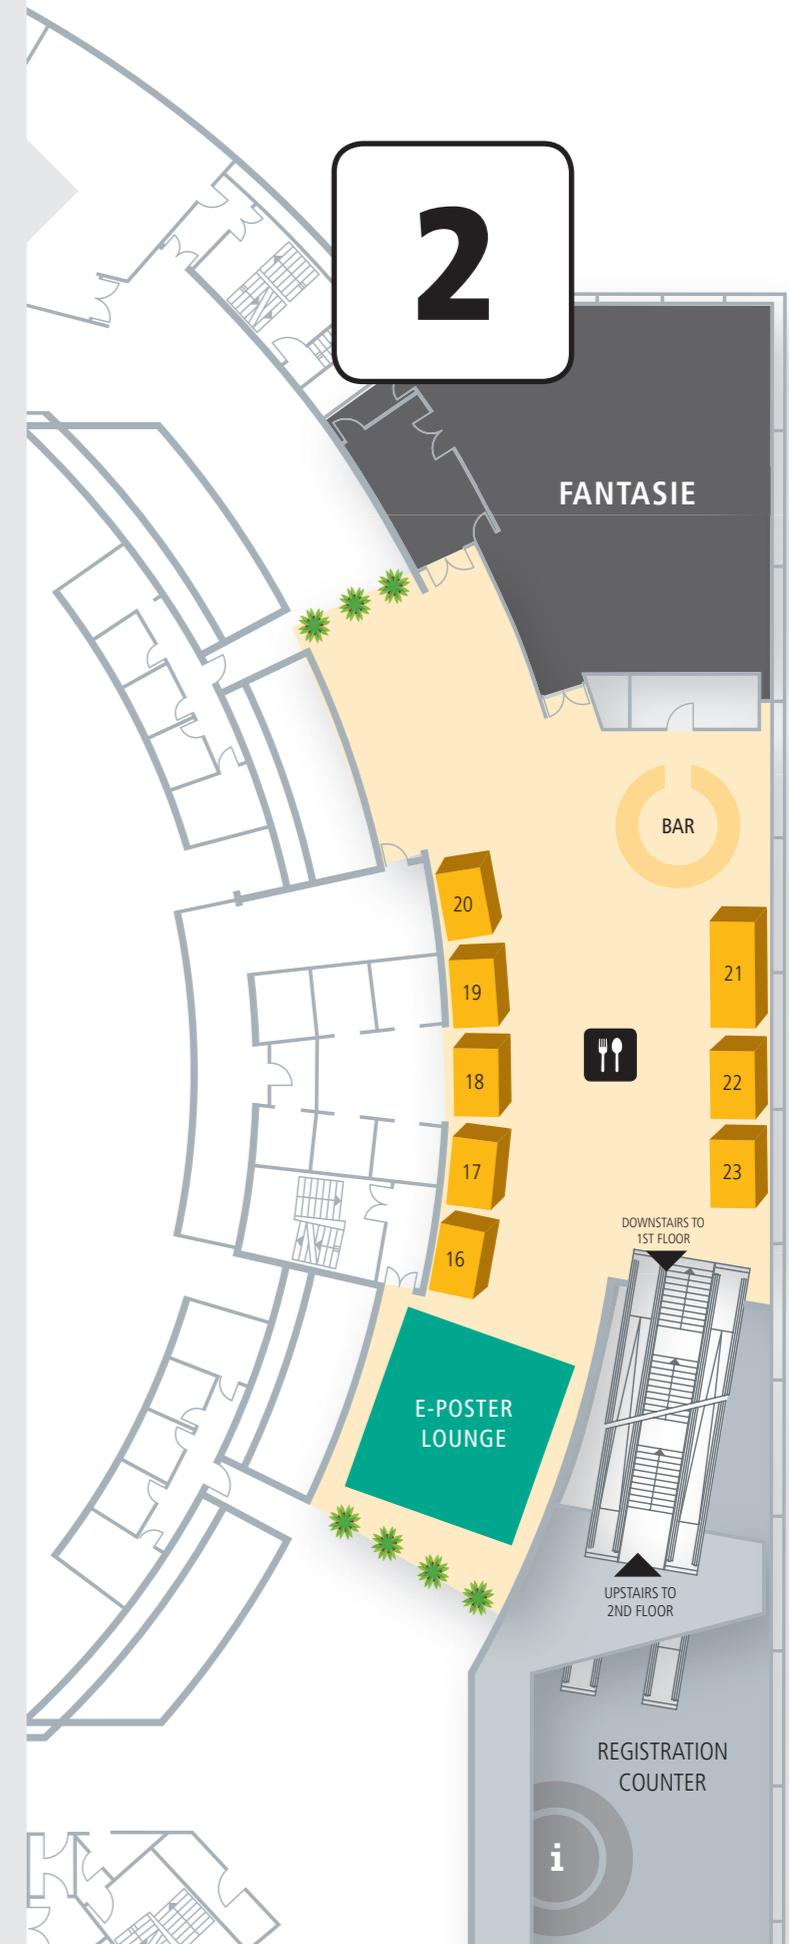 2
FANTASIE
BAR
20
21
19
18
22
17
23
16
DOWNSTAIRS TO
1ST FLOOR
E-POSTER
LOUNGE
UPSTAIRS TO
2ND FLOOR
REGISTRATION
COUNTER
i